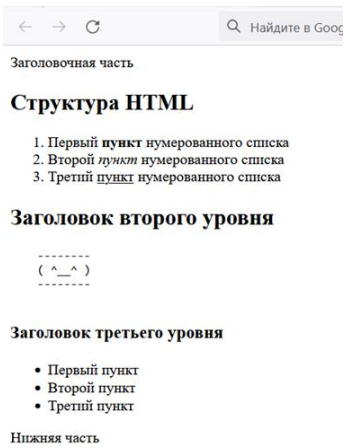 Найдите в Goog
Заголовочная часть
Структура HTML
1. Первый пункт нумерованного списка
2. Второй пункт нумерованного списка
3. Третий пункт нумерованного списка
Заголовок второго уровня
--------
( ^__^ )
--------
Заголовок третьего уровня
• Первый пункт
• Второй пункт
• Третий пункт
Нижняя часть